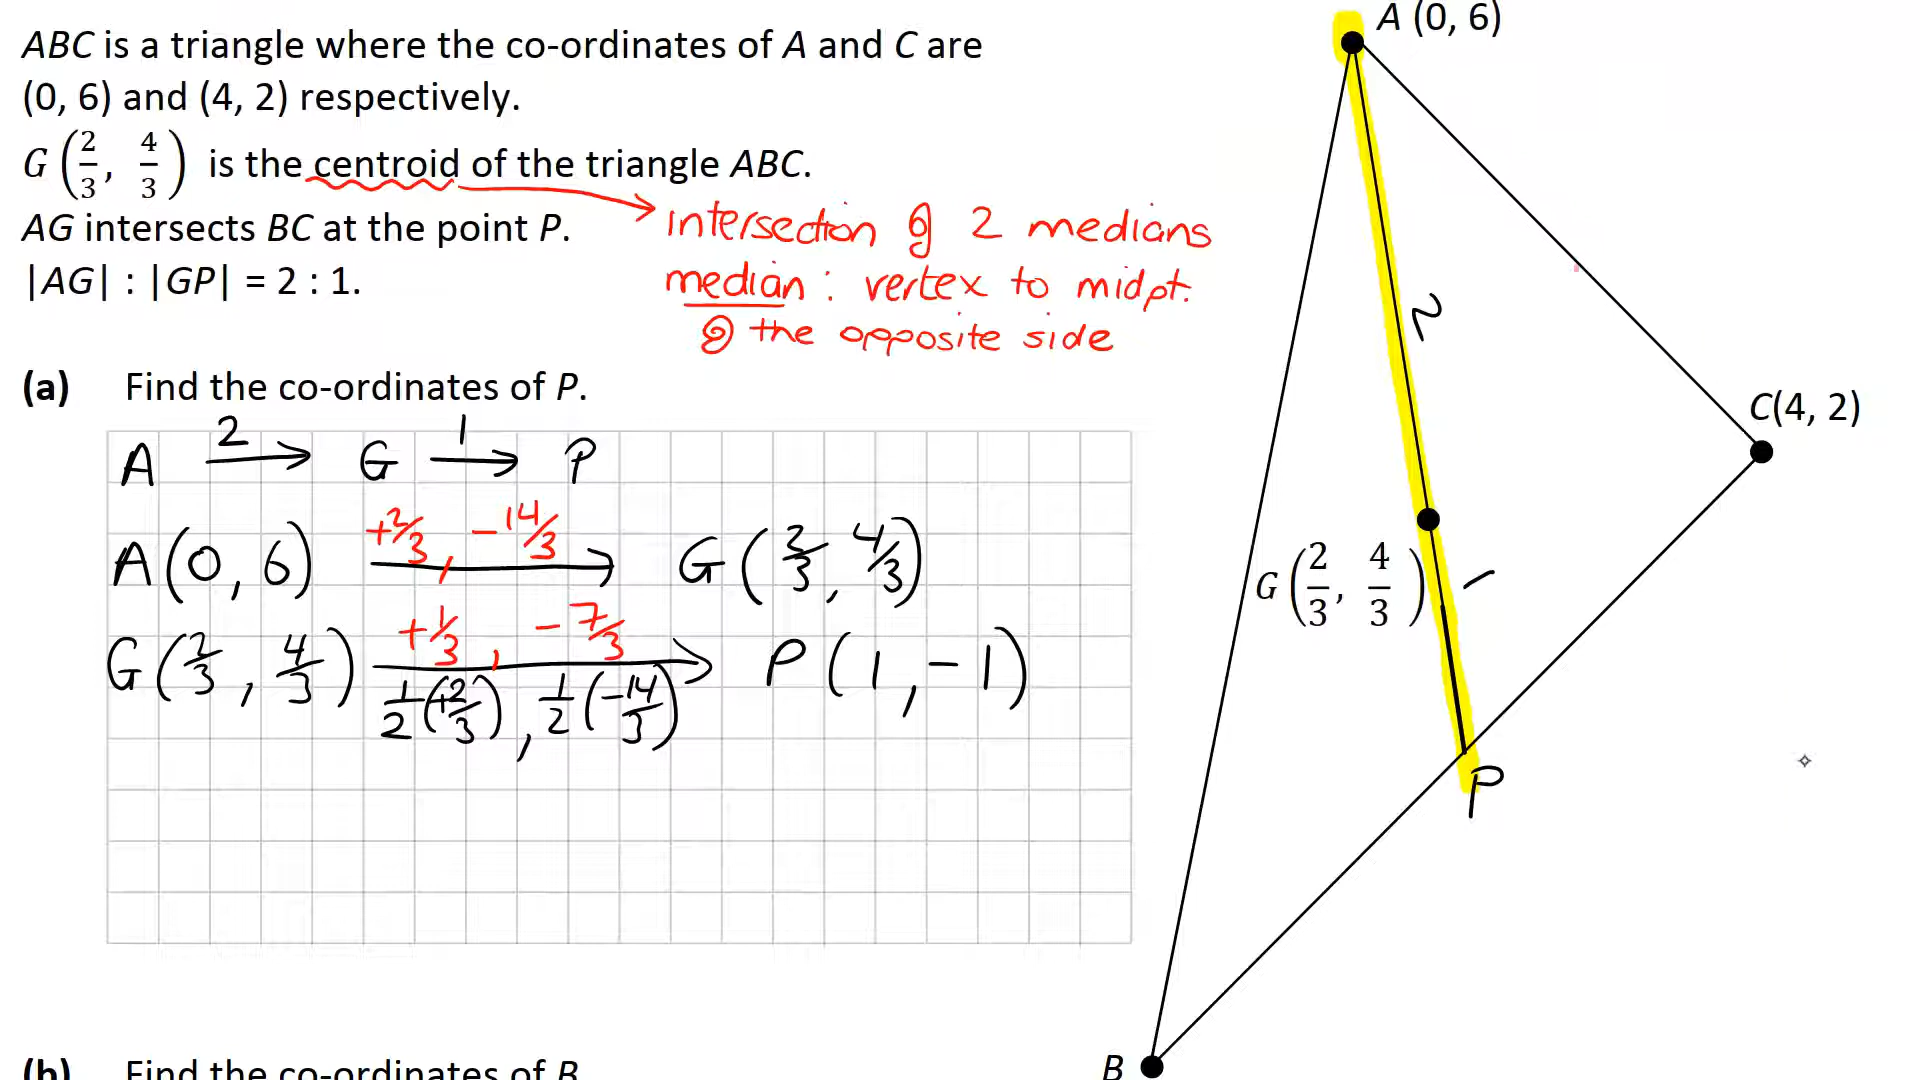 ABC is a triangle where the co-ordinates of A and C are
(0, 6) and (4, 2) respectively.
G (2/3, 4/3) is the centroid of the triangle ABC.
AG intersects BC at the point P.
|AG| : |GP| = 2 : 1.
intersection of 2 medians
median : vertex to midpt.
of the opposite side
(a) Find the co-ordinates of P.
A 2→ G 1→ P
A (0, 6) +2/3, -14/3 → G (2/3, 4/3)
G (2/3, 4/3) +1/3, -7/3 → P (1, -1)
1/2(+2/3), 1/2(-14/3)
(b) Find the co-ordinates of B
A (0, 6)
2
C(4, 2)
G (2/3, 4/3)
1
P
B